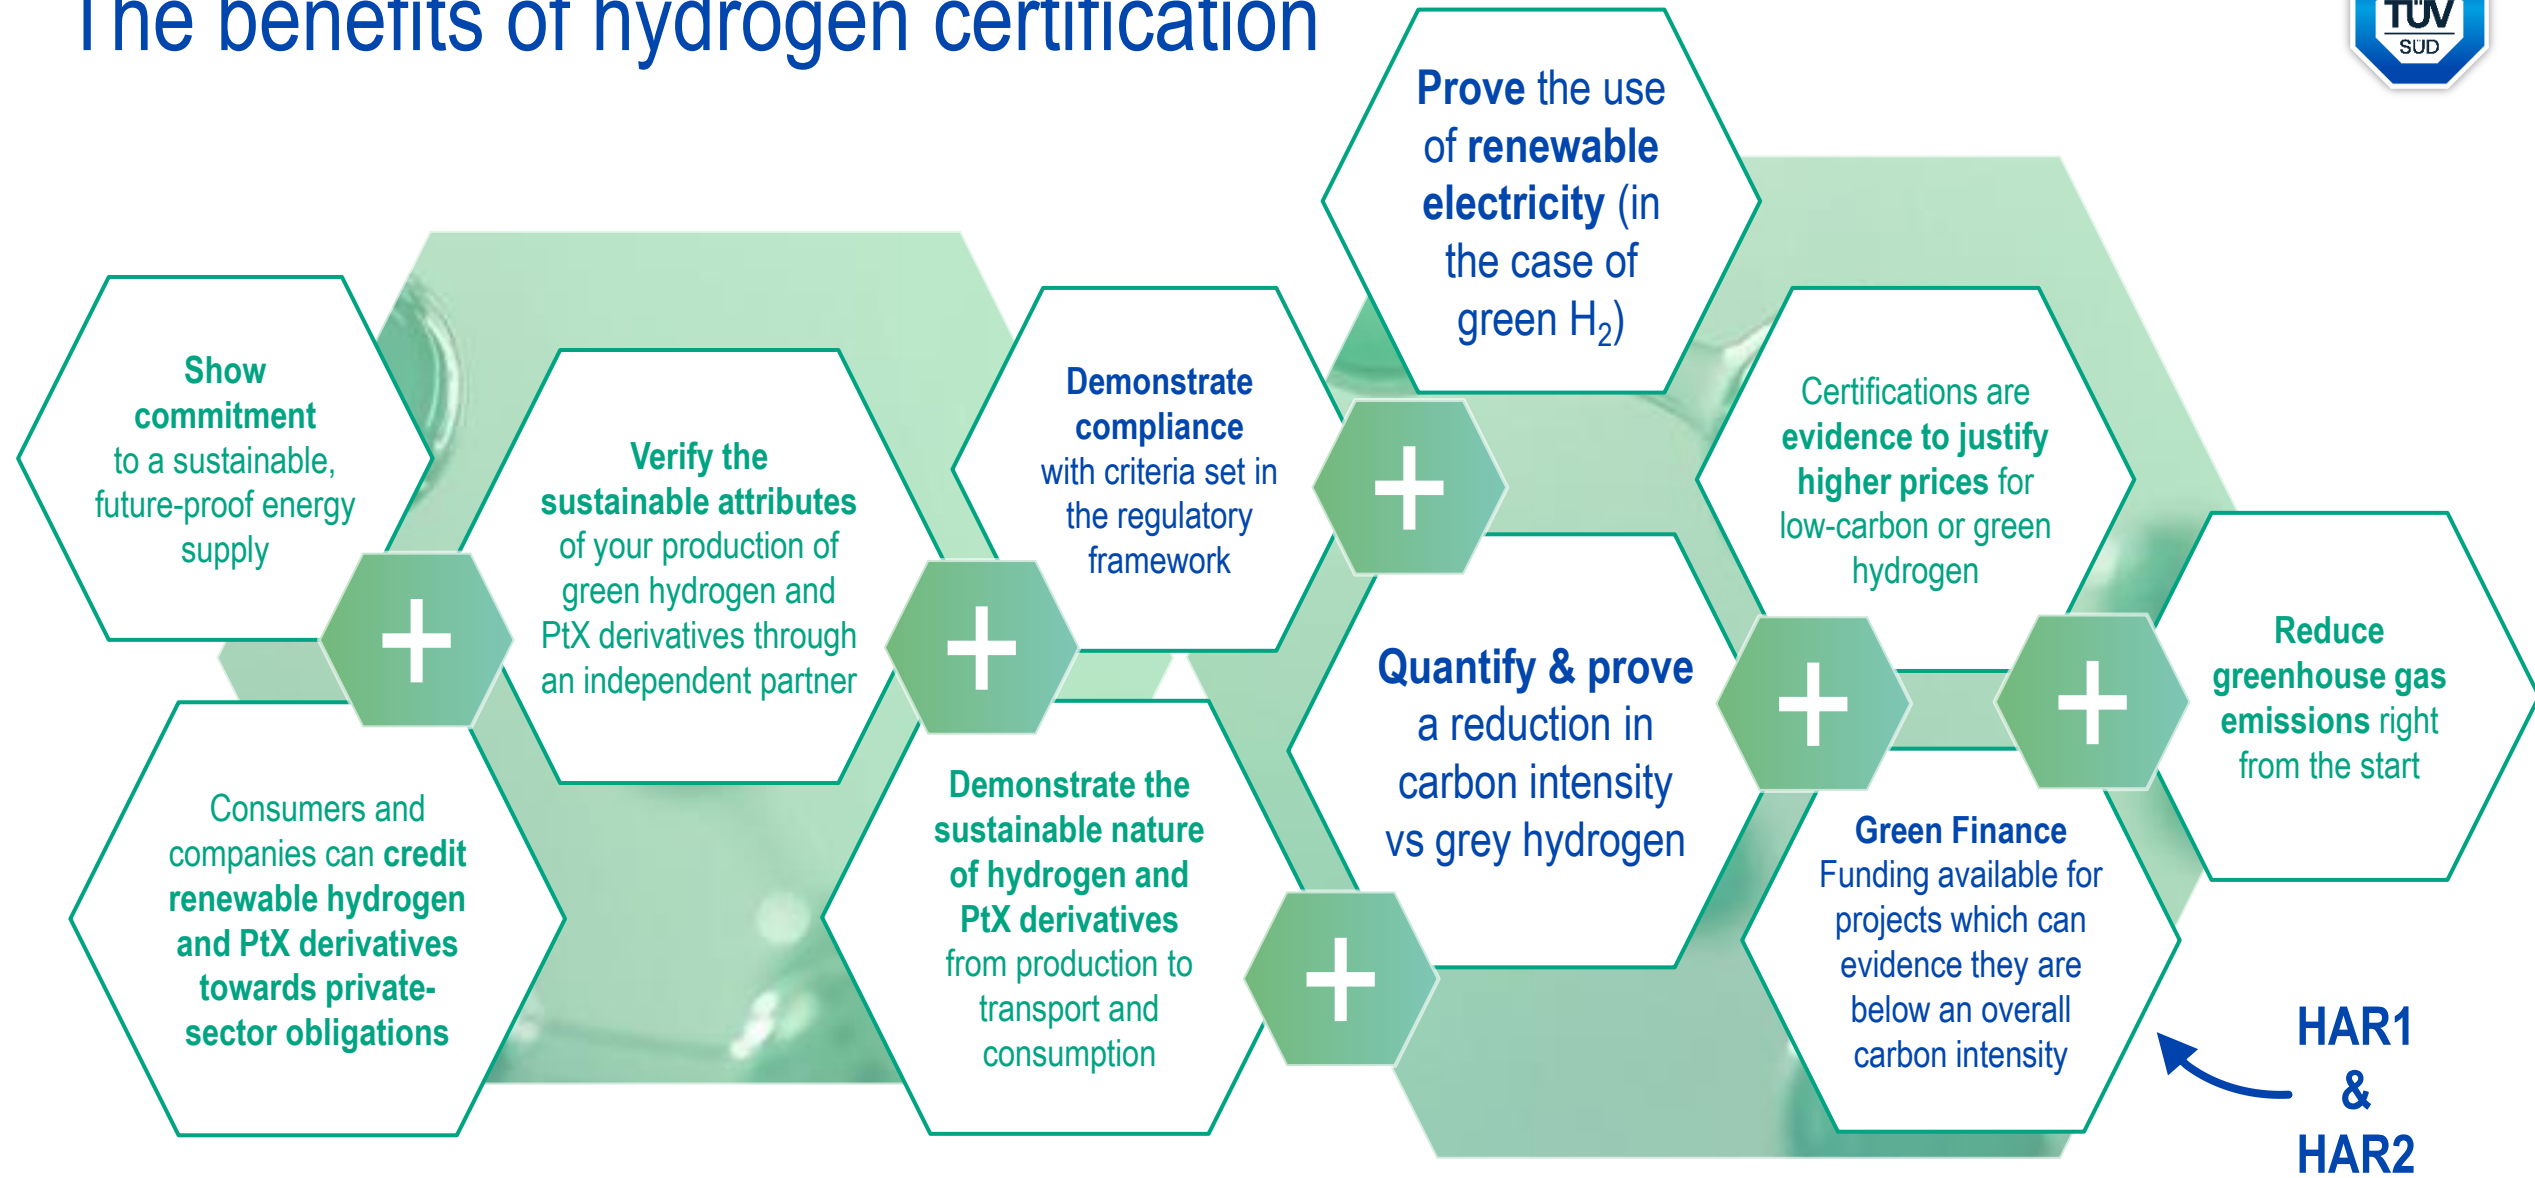 The benefits of hydrogen certification
TÜV
SÜD
Prove the use
of renewable
electricity (in
the case of
green H₂)
Show
commitment
to a sustainable,
future-proof energy
supply
Verify the
sustainable attributes
of your production of
green hydrogen and
PtX derivatives through
an independent partner
Demonstrate
compliance
with criteria set in
the regulatory
framework
Certifications are
evidence to justify
higher prices for
low-carbon or green
hydrogen
Reduce
greenhouse gas
emissions right
from the start
Consumers and
companies can credit
renewable hydrogen
and PtX derivatives
towards private-
sector obligations
Demonstrate the
sustainable nature
of hydrogen and
PtX derivatives
from production to
transport and
consumption
Quantify & prove
a reduction in
carbon intensity
vs grey hydrogen
Green Finance
Funding available for
projects which can
evidence they are
below an overall
carbon intensity
HAR1
&
HAR2